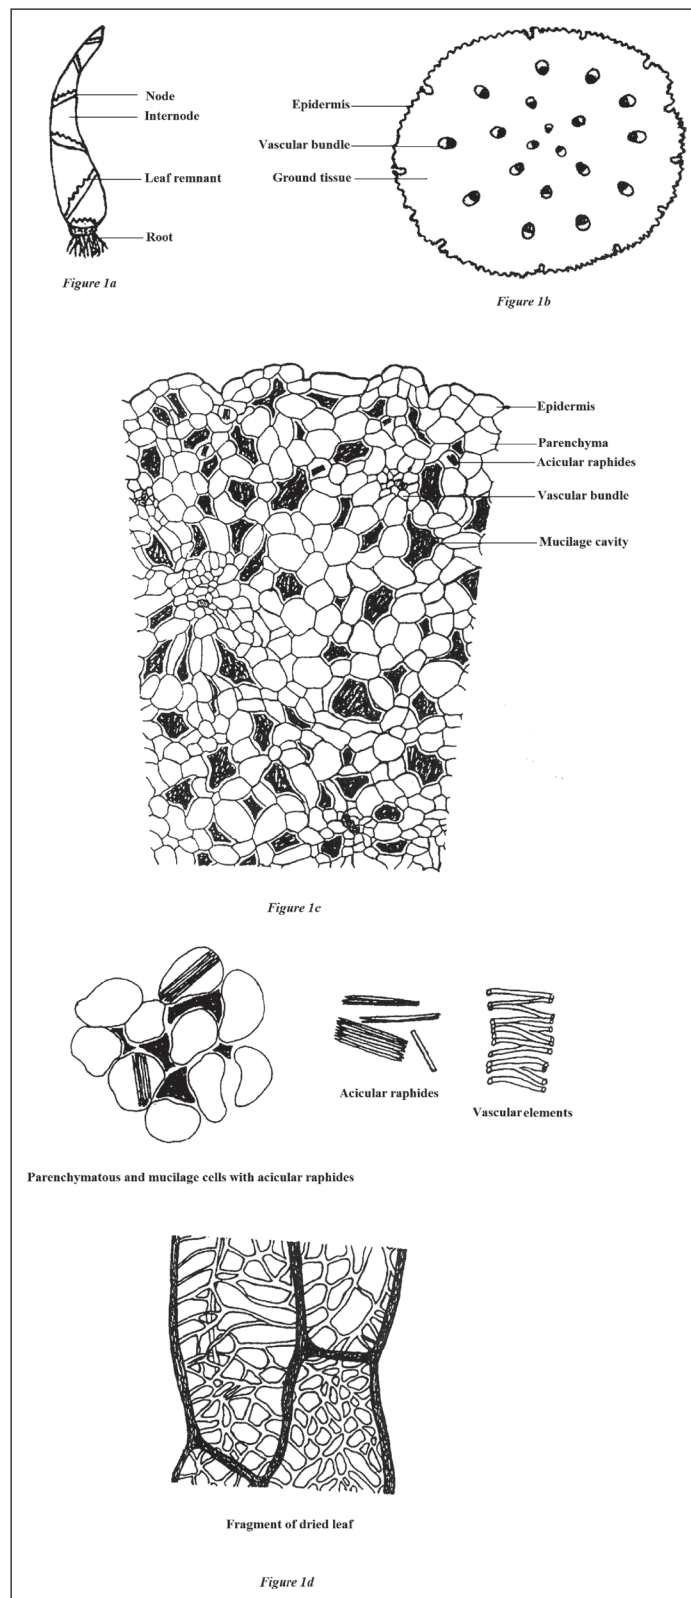 Node
Internode
Leaf remnant
Root
Figure 1a
Epidermis
Vascular bundle
Ground tissue
Figure 1b
Epidermis
Parenchyma
Acicular raphides
Vascular bundle
Mucilage cavity
Figure 1c
Acicular raphides
Vascular elements
Parenchymatous and mucilage cells with acicular raphides
Fragment of dried leaf
Figure 1d